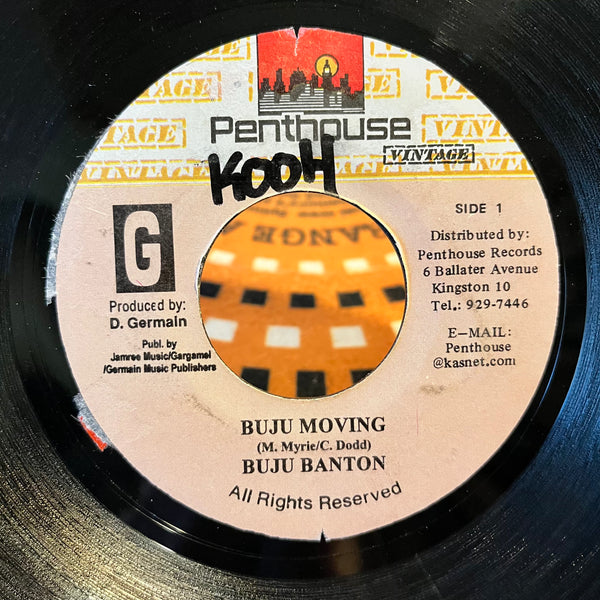 VINTAGE
VINTAGE
Penthouse
VINTAGE
KOOH
G
SIDE 1
Distributed by:
Penthouse Records
6 Ballater Avenue
Kingston 10
Tel.: 929-7446
E-MAIL:
Penthouse
@kasnet.com
Produced by:
D. Germain
Publ. by
Jamree Music/Gargamel
/Germain Music Publishers
BUJU MOVING
(M. Myrie/C. Dodd)
BUJU BANTON
All Rights Reserved